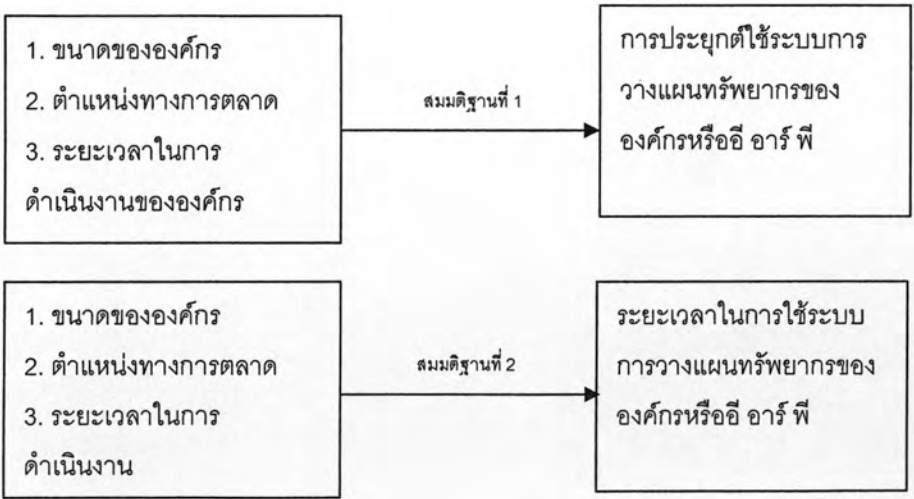 1. ขนาดขององค์กร
2. ตำแหน่งทางการตลาด
3. ระยะเวลาในการ
ดำเนินงานขององค์กร
สมมติฐานที่ 1
การประยุกต์ใช้ระบบการ
วางแผนทรัพยากรของ
องค์กรหรืออี อาร์ พี
1. ขนาดขององค์กร
2. ตำแหน่งทางการตลาด
3. ระยะเวลาในการ
ดำเนินงาน
สมมติฐานที่ 2
ระยะเวลาในการใช้ระบบ
การวางแผนทรัพยากรของ
องค์กรหรืออี อาร์ พี